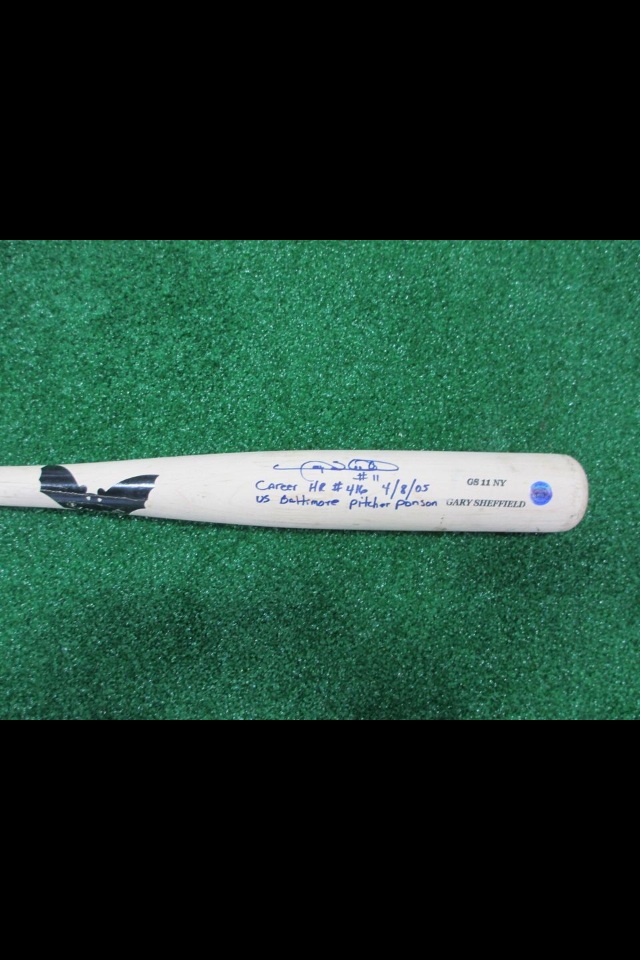 #11
Career HR #416 4/8/05
VS Baltimore pitcher ponson
GS 11 NY
GARY SHEFFIELD